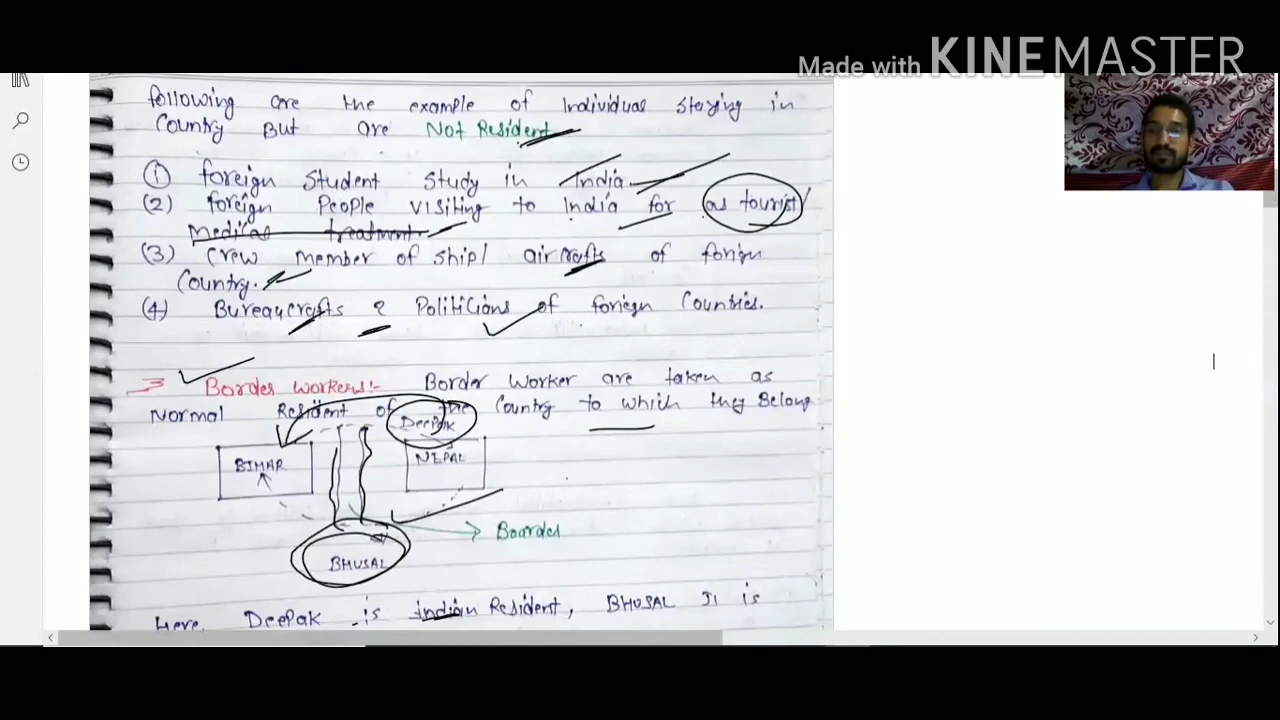 Made with KINEMASTER
following are the example of Individual staying in
Country But are Not Resident
(1) foreign Student Study in India.
(2) foreign People visiting to India for as tourist/
Medical treatment.
(3) Crew member of ship/ aircrafts of forign
Country.
(4) Bureaucrafts & Politicions of foreign Countries.
Border workers:- Border worker are taken as
Normal Resident of the Country to which they Belong
Deepak
BIHAR
NEPAL
Boarder
BHUSAL
Here, Deepak is Indian Resident, BHUSAL JI is